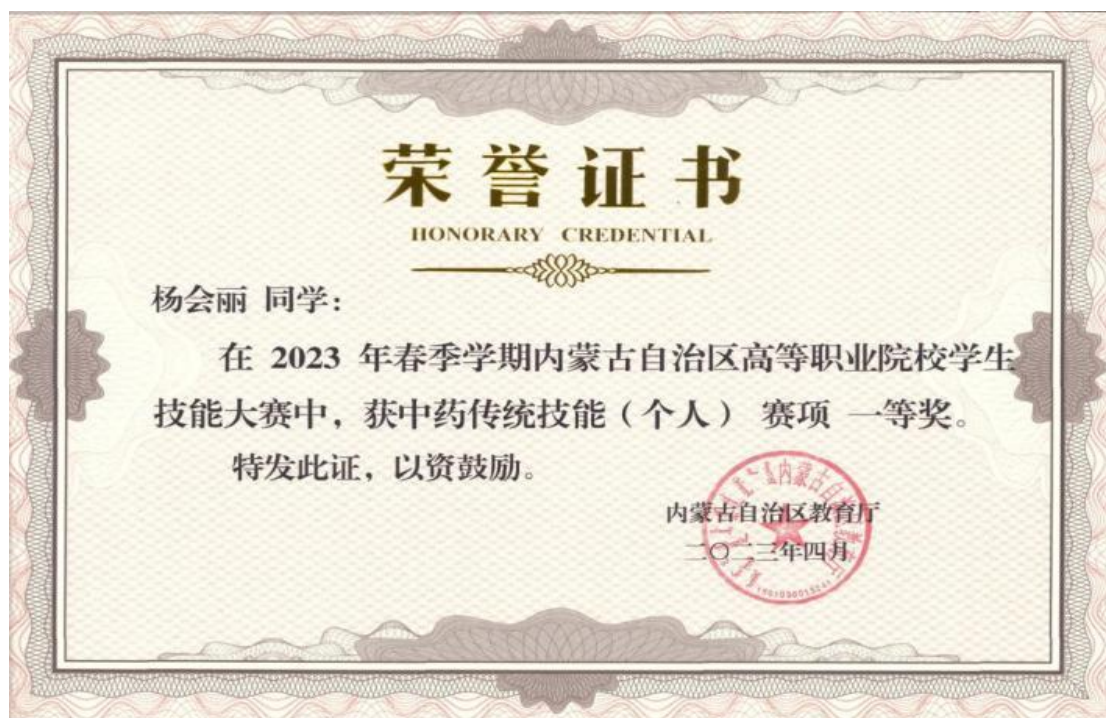 荣誉证书
HONORARY CREDENTIAL
杨会丽 同学：
在 2023 年春季学期内蒙古自治区高等职业院校学生
技能大赛中，获中药传统技能（个人） 赛项 一等奖。
特发此证，以资鼓励。
内蒙古自治区教育厅
二〇二三年四月